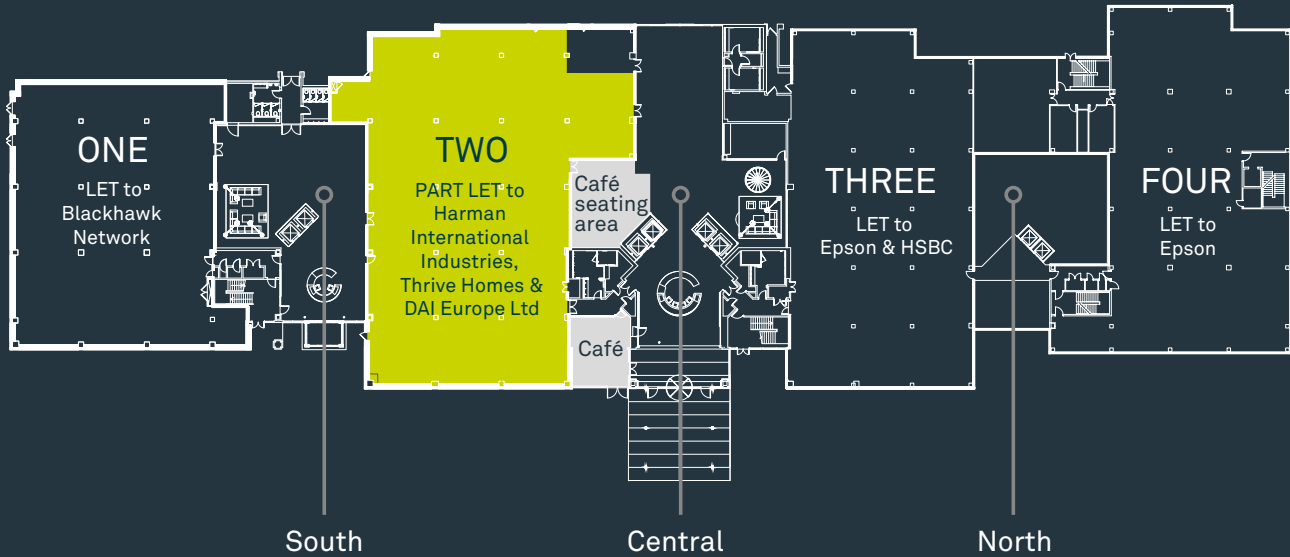 ONE
LET to
Blackhawk
Network
TWO
PART LET to
Harman
International
Industries,
Thrive Homes &
DAI Europe Ltd
Café
seating
area
Café
THREE
LET to
Epson & HSBC
FOUR
LET to
Epson
South
Central
North